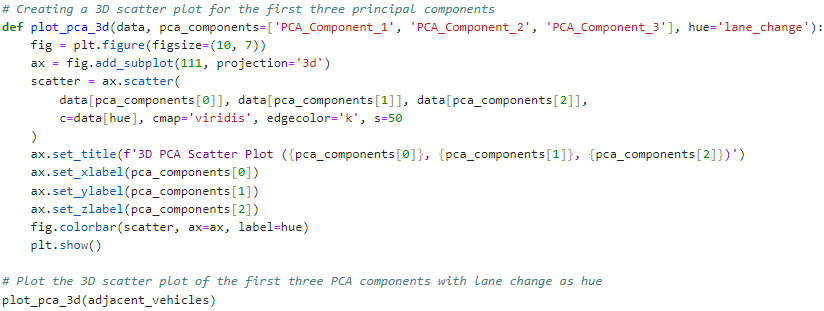 # Creating a 3D scatter plot for the first three principal components
def plot_pca_3d(data, pca_components=['PCA_Component_1', 'PCA_Component_2', 'PCA_Component_3'], hue='lane_change'):
    fig = plt.figure(figsize=(10, 7))
    ax = fig.add_subplot(111, projection='3d')
    scatter = ax.scatter(
        data[pca_components[0]], data[pca_components[1]], data[pca_components[2]],
        c=data[hue], cmap='viridis', edgecolor='k', s=50
    )
    ax.set_title(f'3D PCA Scatter Plot ({pca_components[0]}, {pca_components[1]}, {pca_components[2]})')
    ax.set_xlabel(pca_components[0])
    ax.set_ylabel(pca_components[1])
    ax.set_zlabel(pca_components[2])
    fig.colorbar(scatter, ax=ax, label=hue)
    plt.show()

# Plot the 3D scatter plot of the first three PCA components with lane change as hue
plot_pca_3d(adjacent_vehicles)